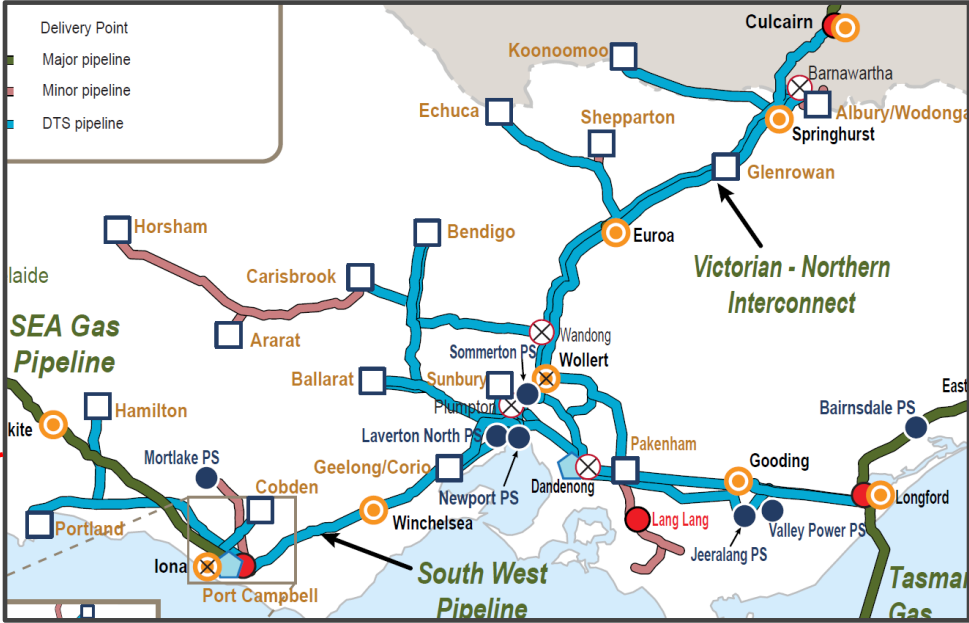 Delivery Point
Major pipeline
Minor pipeline
DTS pipeline
Culcairn
Koonoomoo
Barnawartha
Echuca
Shepparton
Albury/Wodonga
Springhurst
Glenrowan
Horsham
Bendigo
Euroa
Victorian - Northern
Interconnect
laide
Carisbrook
SEA Gas
Pipeline
Ararat
Wandong
Sommerton PS
Wollert
Ballarat
Sunbury
Plumpton
East
Hamilton
Bairnsdale PS
kite
Laverton North PS
Pakenham
Mortlake PS
Geelong/Corio
Gooding
Cobden
Newport PS
Dandenong
Longford
Portland
Winchelsea
Lang Lang
Valley Power PS
Jeeralang PS
Iona
South West
Pipeline
Port Campbell
Tasman
Gas